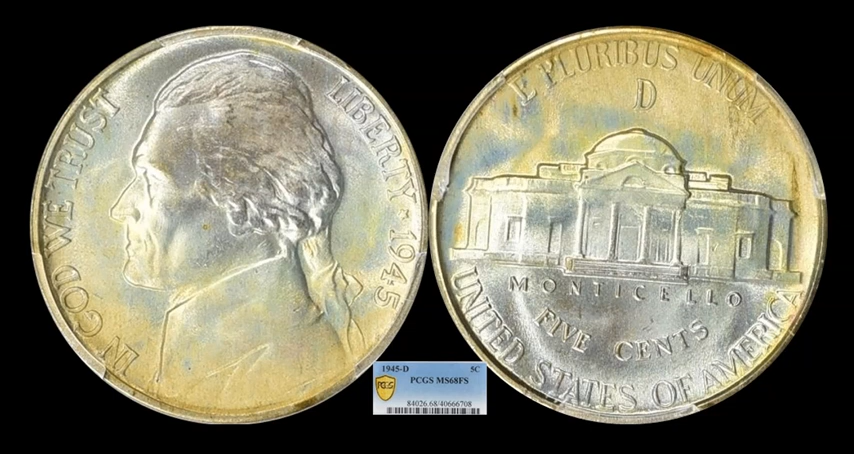 IN GOD WE TRUST
LIBERTY ★ 1945
E PLURIBUS UNUM
D
MONTICELLO
FIVE CENTS
UNITED STATES OF AMERICA
1945-D 5C
PCGS PCGS MS68FS
84026.68/40666708